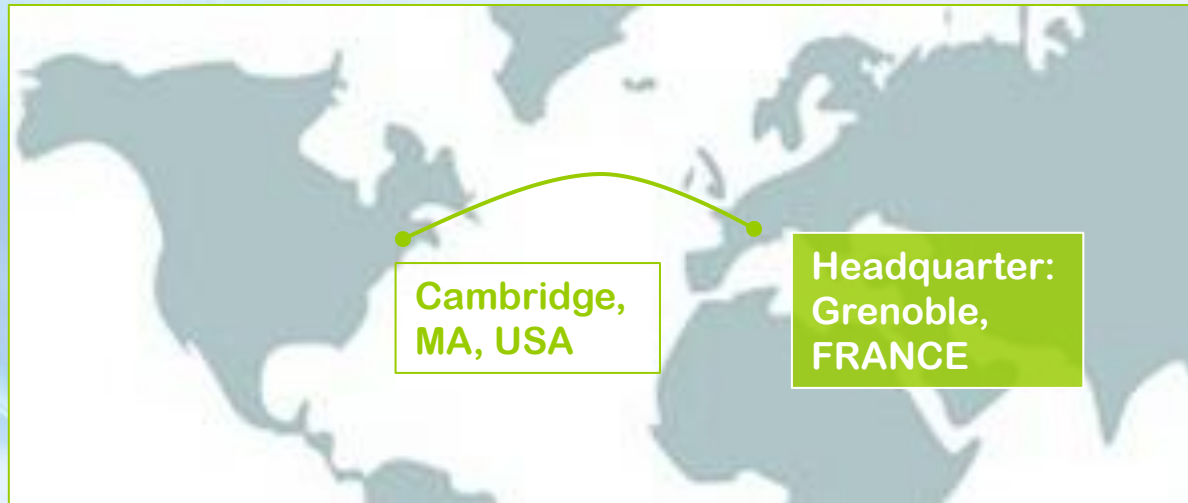 Cambridge,
MA, USA
Headquarter:
Grenoble,
FRANCE